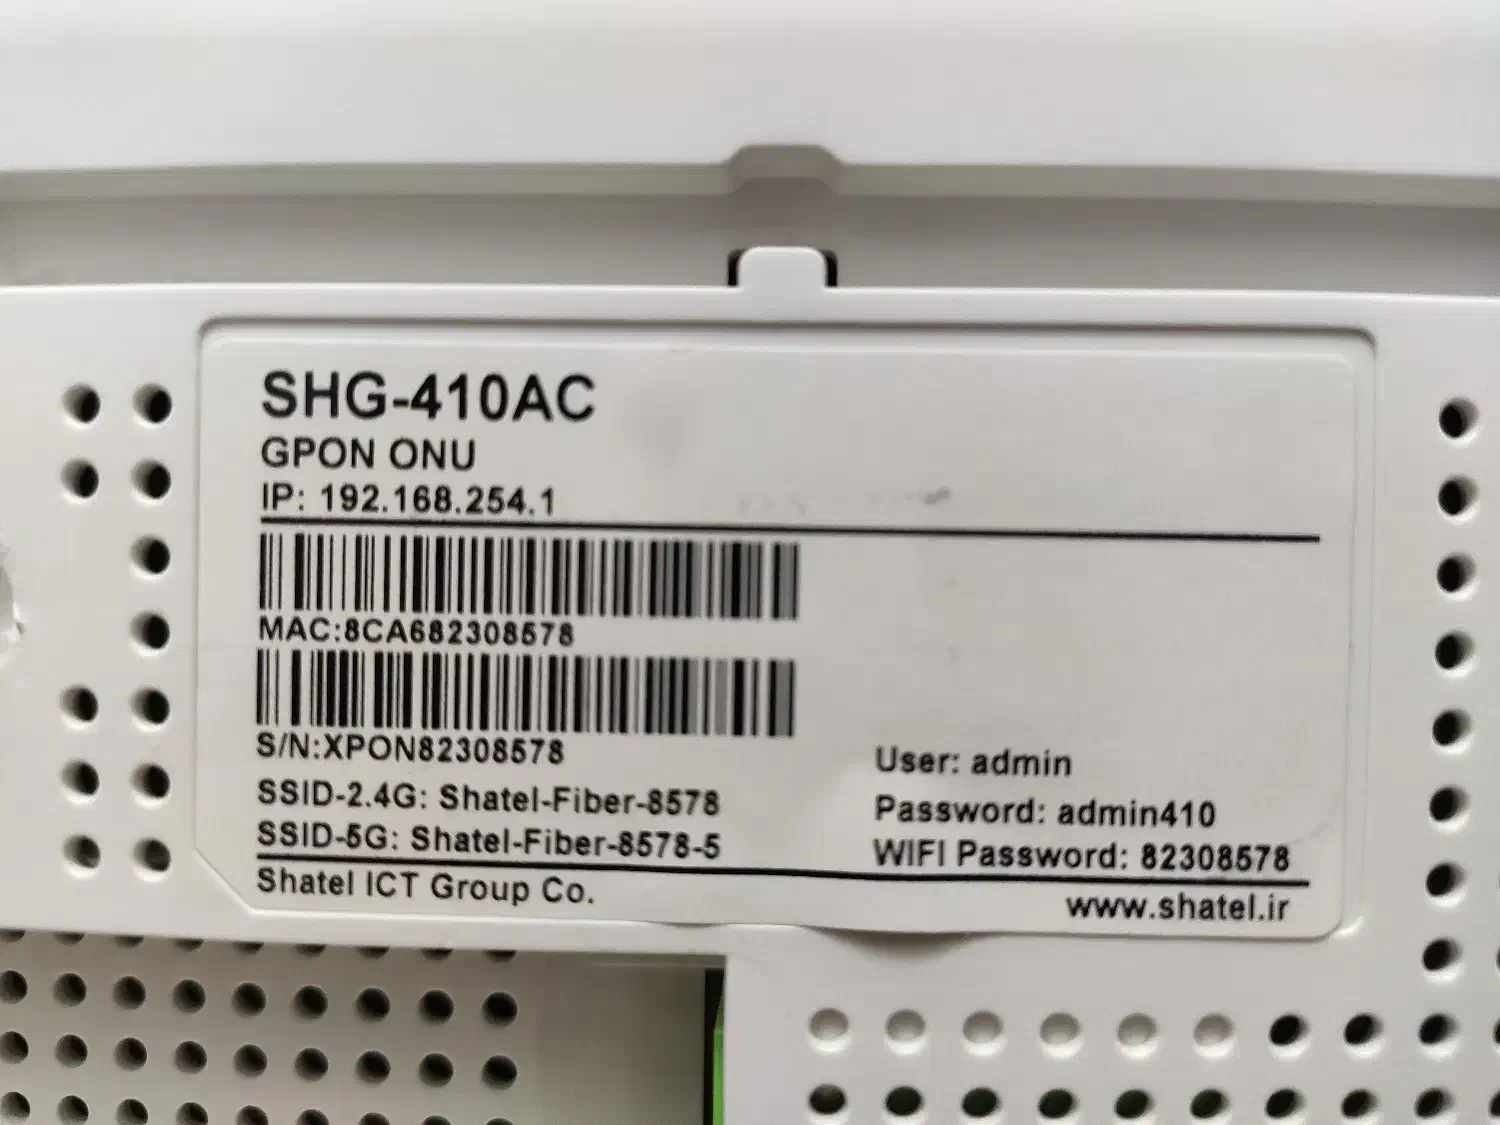 SHG-410AC
GPON ONU
IP: 192.168.254.1
MAC:8CA682308578
S/N:XPON82308578
SSID-2.4G: Shatel-Fiber-8578
SSID-5G: Shatel-Fiber-8578-5
User: admin
Password: admin410
WIFI Password: 82308578
Shatel ICT Group Co.
www.shatel.ir